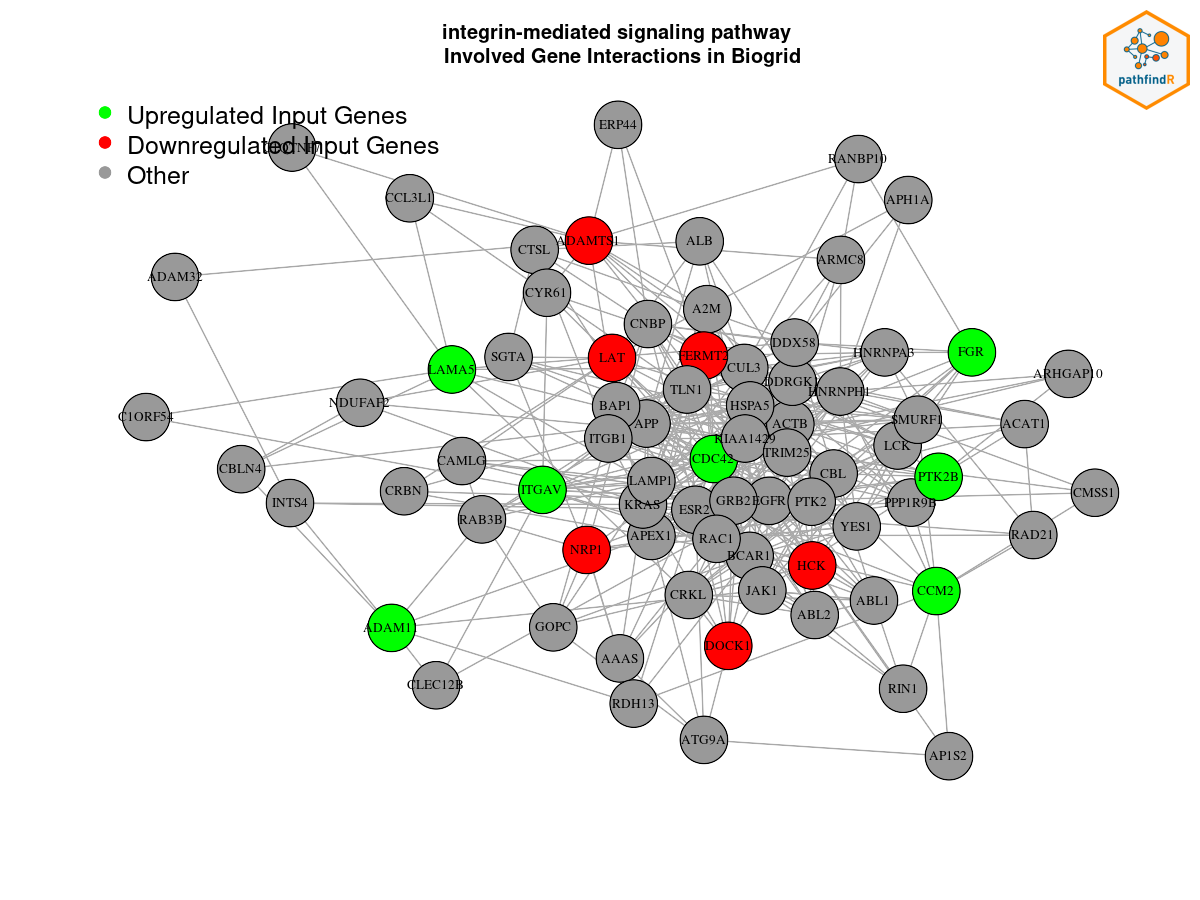 integrin-mediated signaling pathway
Involved Gene Interactions in Biogrid
pathfindR
Upregulated Input Genes
Downregulated Input Genes
Other
ERP44
RANBP10
CCL3L1
APH1A
ADAMTS1
ALB
CTSL
ARMC8
ADAM32
CYR61
A2M
CNBP
DDX58
HNRNPA3
FGR
SGTA
LAT
FERMT2
CUL3
LAMA5
ARHGAP10
DDRGK1
TLN1
HNRNPH1
NDUFAF2
BAP1
HSPA5
C1ORF54
APP
ACTB
SMURF1
ACAT1
ITGB1
KIAA1429
LCK
TRIM25
CDC42
CAMLG
CBLN4
CBL
PTK2B
LAMP1
CRBN
ITGAV
CMSS1
INTS4
KRAS
GRB2
EGFR
PTK2
PPP1R9B
ESR2
RAB3B
YES1
APEX1
RAC1
RAD21
NRP1
BCAR1
HCK
CRKL
JAK1
CCM2
ABL1
ABL2
ADAM1
GOPC
DOCK1
AAAS
CLEC12B
RIN1
RDH13
ATG9A
AP1S2